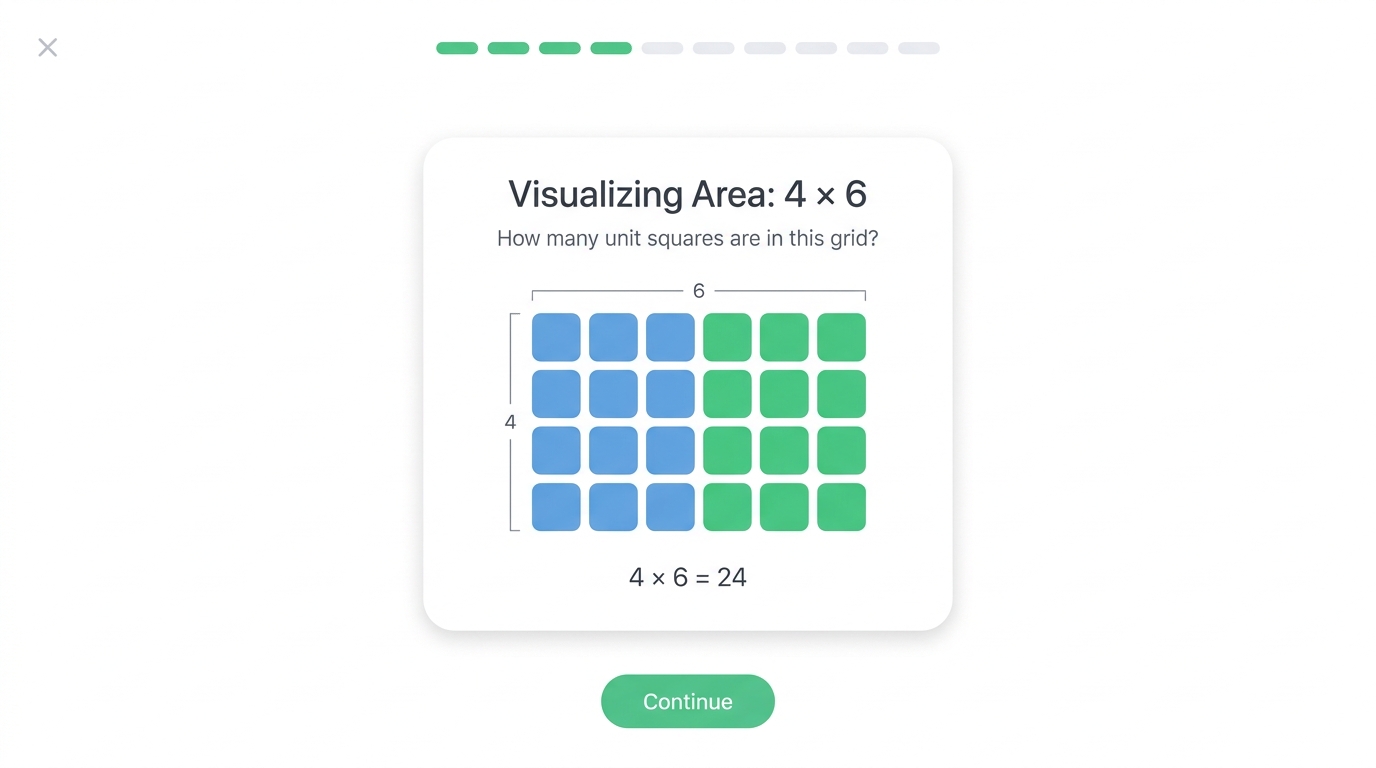 Visualizing Area: 4 × 6
How many unit squares are in this grid?
6
4
4 × 6 = 24
Continue